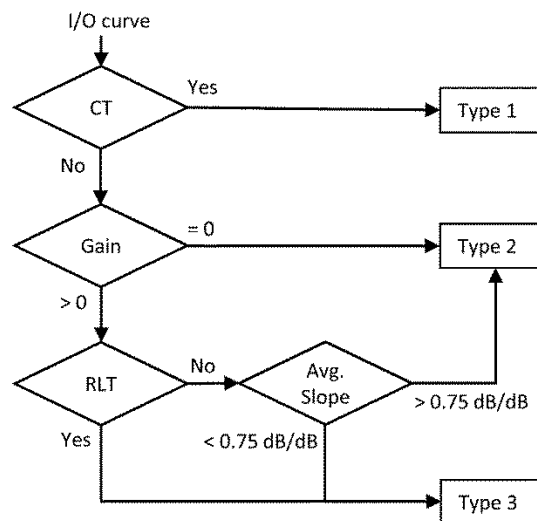 I/O curve
CT
Yes
Type 1
No
Gain
= 0
Type 2
> 0
RLT
No
Avg.
Slope
> 0.75 dB/dB
Yes
< 0.75 dB/dB
Type 3